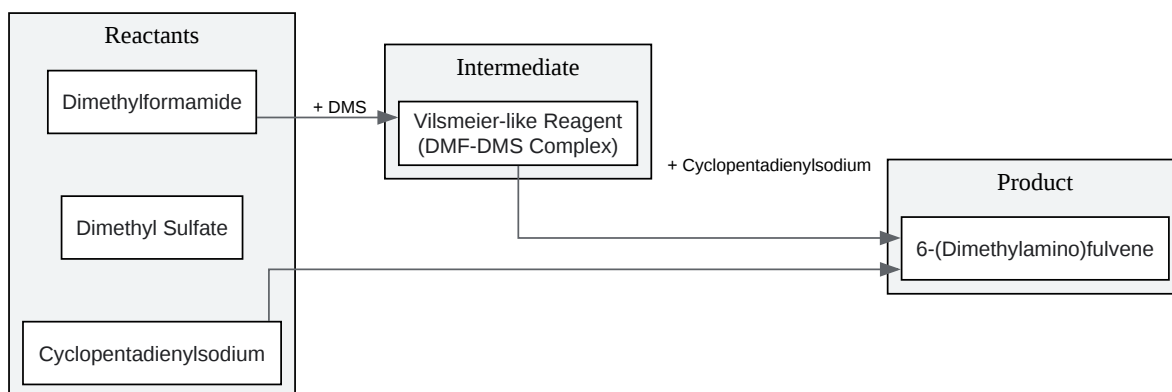 Reactants
Dimethylformamide
+ DMS
Dimethyl Sulfate
Cyclopentadienylsodium
Intermediate
Vilsmeier-like Reagent
(DMF-DMS Complex)
+ Cyclopentadienylsodium
Product
6-(Dimethylamino)fulvene